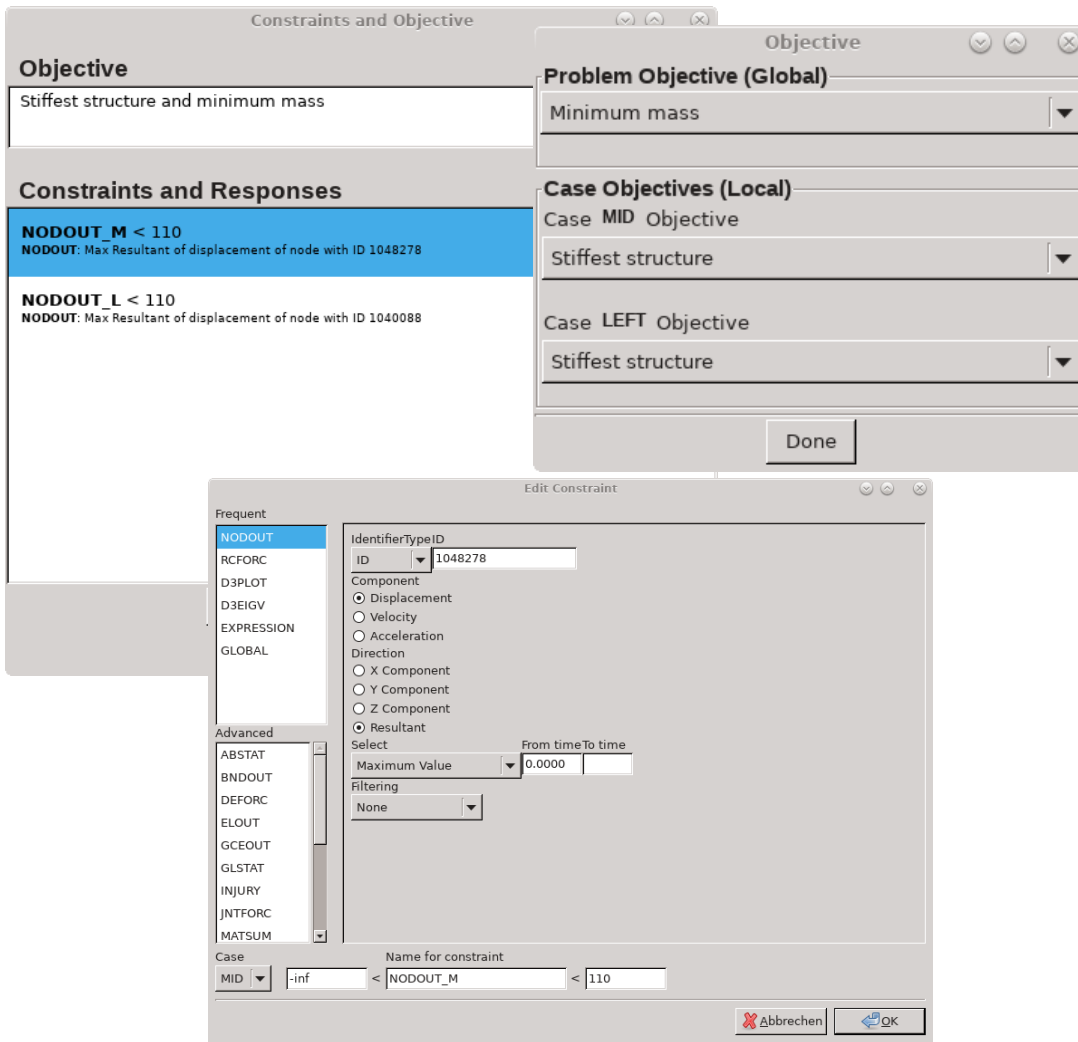 Constraints and Objective
Objective
Stiffest structure and minimum mass
Constraints and Responses
NODOUT_M < 110
NODOUT: Max Resultant of displacement of node with ID 1048278
NODOUT_L < 110
NODOUT: Max Resultant of displacement of node with ID 1040088
Objective
Problem Objective (Global)
Minimum mass
Case Objectives (Local)
Case MID Objective
Stiffest structure
Case LEFT Objective
Stiffest structure
Done
Edit Constraint
Frequent
NODOUT
RCFORC
D3PLOT
D3EIGV
EXPRESSION
GLOBAL
Advanced
ABSTAT
BNDOUT
DEFORC
ELOUT
GCEOUT
GLSTAT
INJURY
JNTFORC
MATSUM
IdentifierTypeID
ID 1048278
Component
Displacement
Velocity
Acceleration
Direction
X Component
Y Component
Z Component
Resultant
Select From time To time
Maximum Value 0.0000
Filtering
None
Case Name for constraint
MID -inf < NODOUT_M < 110
Abbrechen OK